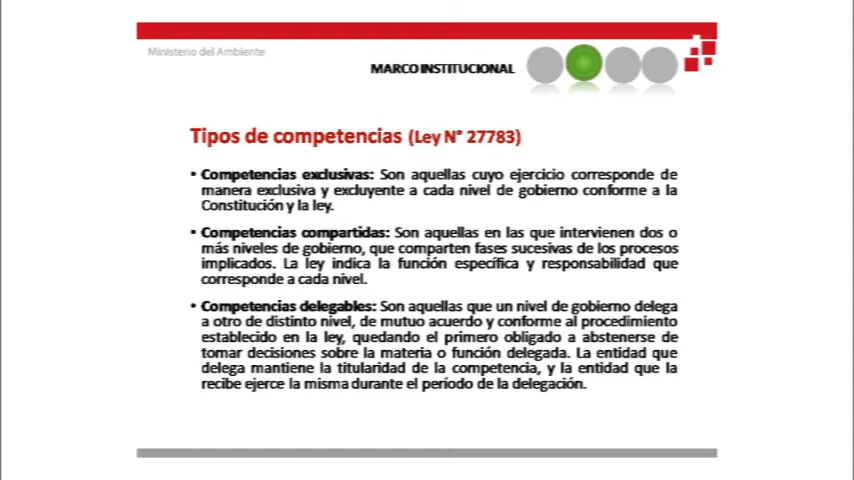 Ministerio del Ambiente
MARCO INSTITUCIONAL
Tipos de competencias (Ley N° 27783)
• Competencias exclusivas: Son aquellas cuyo ejercicio corresponde de
manera exclusiva y excluyente a cada nivel de gobierno conforme a la
Constitución y la ley.
• Competencias compartidas: Son aquellas en las que intervienen dos o
más niveles de gobierno, que comparten fases sucesivas de los procesos
implicados. La ley indica la función específica y responsabilidad que
corresponde a cada nivel.
• Competencias delegables: Son aquellas que un nivel de gobierno delega
a otro de distinto nivel, de mutuo acuerdo y conforme al procedimiento
establecido en la ley, quedando el primero obligado a abstenerse de
tomar decisiones sobre la materia o función delegada. La entidad que
delega mantiene la titularidad de la competencia, y la entidad que la
recibe ejerce la misma durante el período de la delegación.